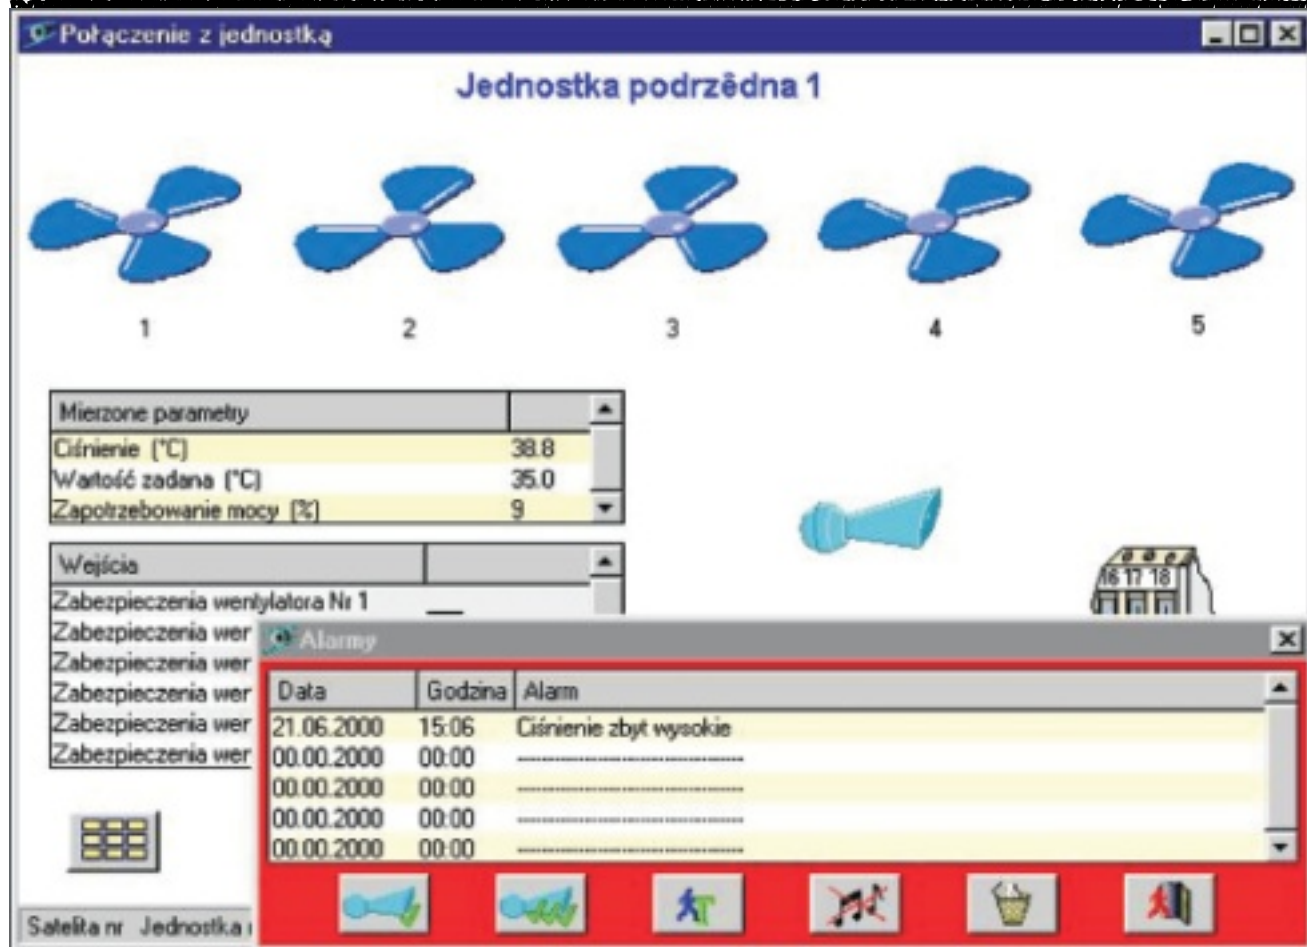 Połączenie z jednostką
Jednostka podrzêdna 1
1 2 3 4 5
Mierzone parametry
Ciśnienie (°C) 38.8
Wartość zadana (°C) 35.0
Zapotrzebowanie mocy (%) 9
Wejścia
Zabezpieczenia wentylatora Nr 1
Zabezpieczenia wer
Zabezpieczenia wer
Zabezpieczenia wer
Zabezpieczenia wer
Zabezpieczenia wer
16 17 18
Alarmy
Data Godzina Alarm
21.06.2000 15:06 Ciśnienie zbyt wysokie
00.00.2000 00:00 --------------------------------
00.00.2000 00:00 --------------------------------
00.00.2000 00:00 --------------------------------
00.00.2000 00:00 --------------------------------
Satelita nr Jednostka